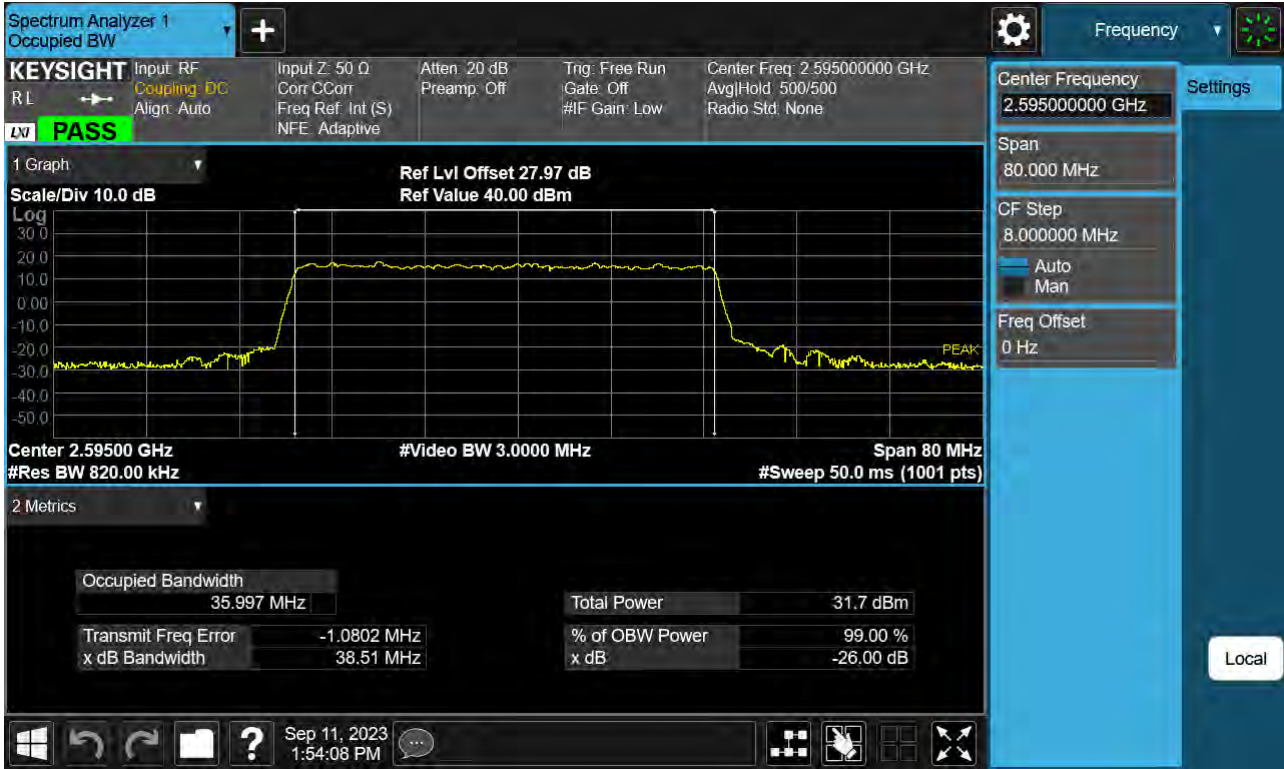 Spectrum Analyzer 1
Occupied BW
Frequency
KEYSIGHT
R L
LXI
PASS
Input: RF
Coupling: DC
Align: Auto
Input Z: 50 Ω
Corr CCorr
Freq Ref: Int (S)
NFE: Adaptive
Atten: 20 dB
Preamp: Off
Trig: Free Run
Gate: Off
#IF Gain: Low
Center Freq: 2.595000000 GHz
Avg|Hold: 500/500
Radio Std: None
Center Frequency
2.595000000 GHz
Settings
Span
80.000 MHz
CF Step
8.000000 MHz
Auto
Man
Freq Offset
0 Hz
1 Graph
Scale/Div 10.0 dB
Ref Lvl Offset 27.97 dB
Ref Value 40.00 dBm
Log
30.0
20.0
10.0
0.00
-10.0
-20.0
-30.0
-40.0
-50.0
PEAK
Center 2.59500 GHz
#Video BW 3.0000 MHz
Span 80 MHz
#Res BW 820.00 kHz
#Sweep 50.0 ms (1001 pts)
2 Metrics
Occupied Bandwidth
35.997 MHz
Total Power 31.7 dBm
Transmit Freq Error -1.0802 MHz
% of OBW Power 99.00 %
x dB Bandwidth 38.51 MHz
x dB -26.00 dB
Local
Sep 11, 2023
1:54:08 PM